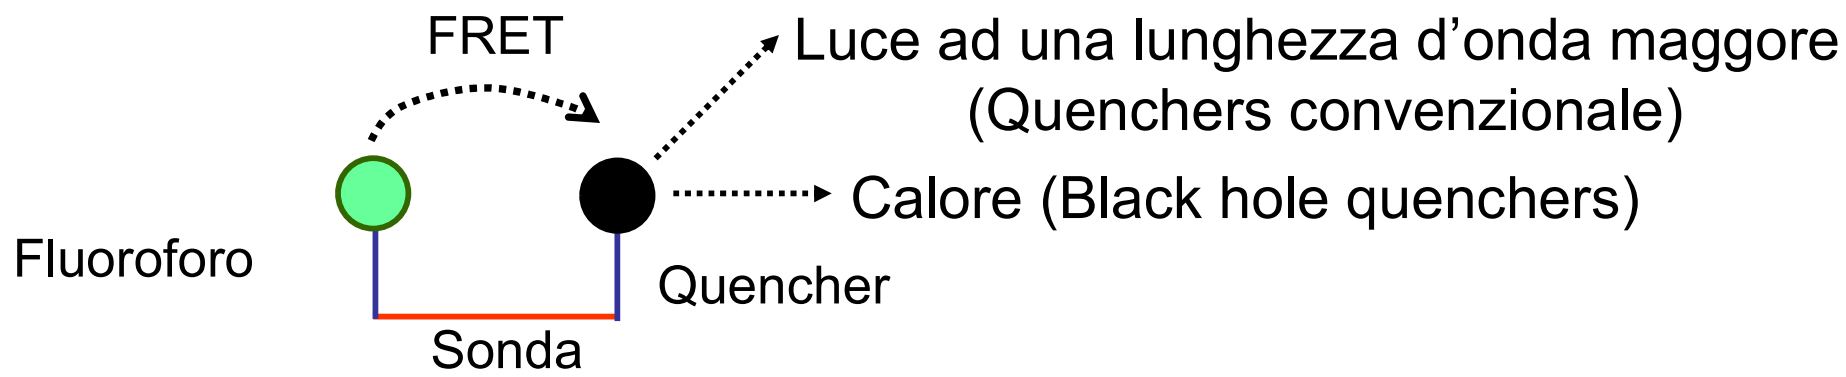 FRET
Luce ad una lunghezza d’onda maggore
(Quenchers convenzionale)
Calore (Black hole quenchers)
Fluoroforo
Quencher
Sonda